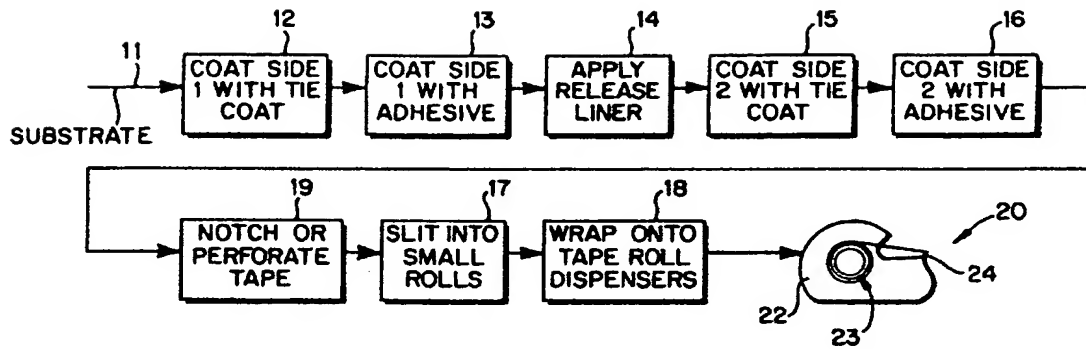 11
SUBSTRATE
12
COAT SIDE
1 WITH TIE
COAT
13
COAT SIDE
1 WITH
ADHESIVE
14
APPLY
RELEASE
LINER
15
COAT SIDE
2 WITH TIE
COAT
16
COAT SIDE
2 WITH
ADHESIVE
19
NOTCH OR
PERFORATE
TAPE
17
SLIT INTO
SMALL
ROLLS
18
WRAP ONTO
TAPE ROLL
DISPENSERS
20
22
23
24